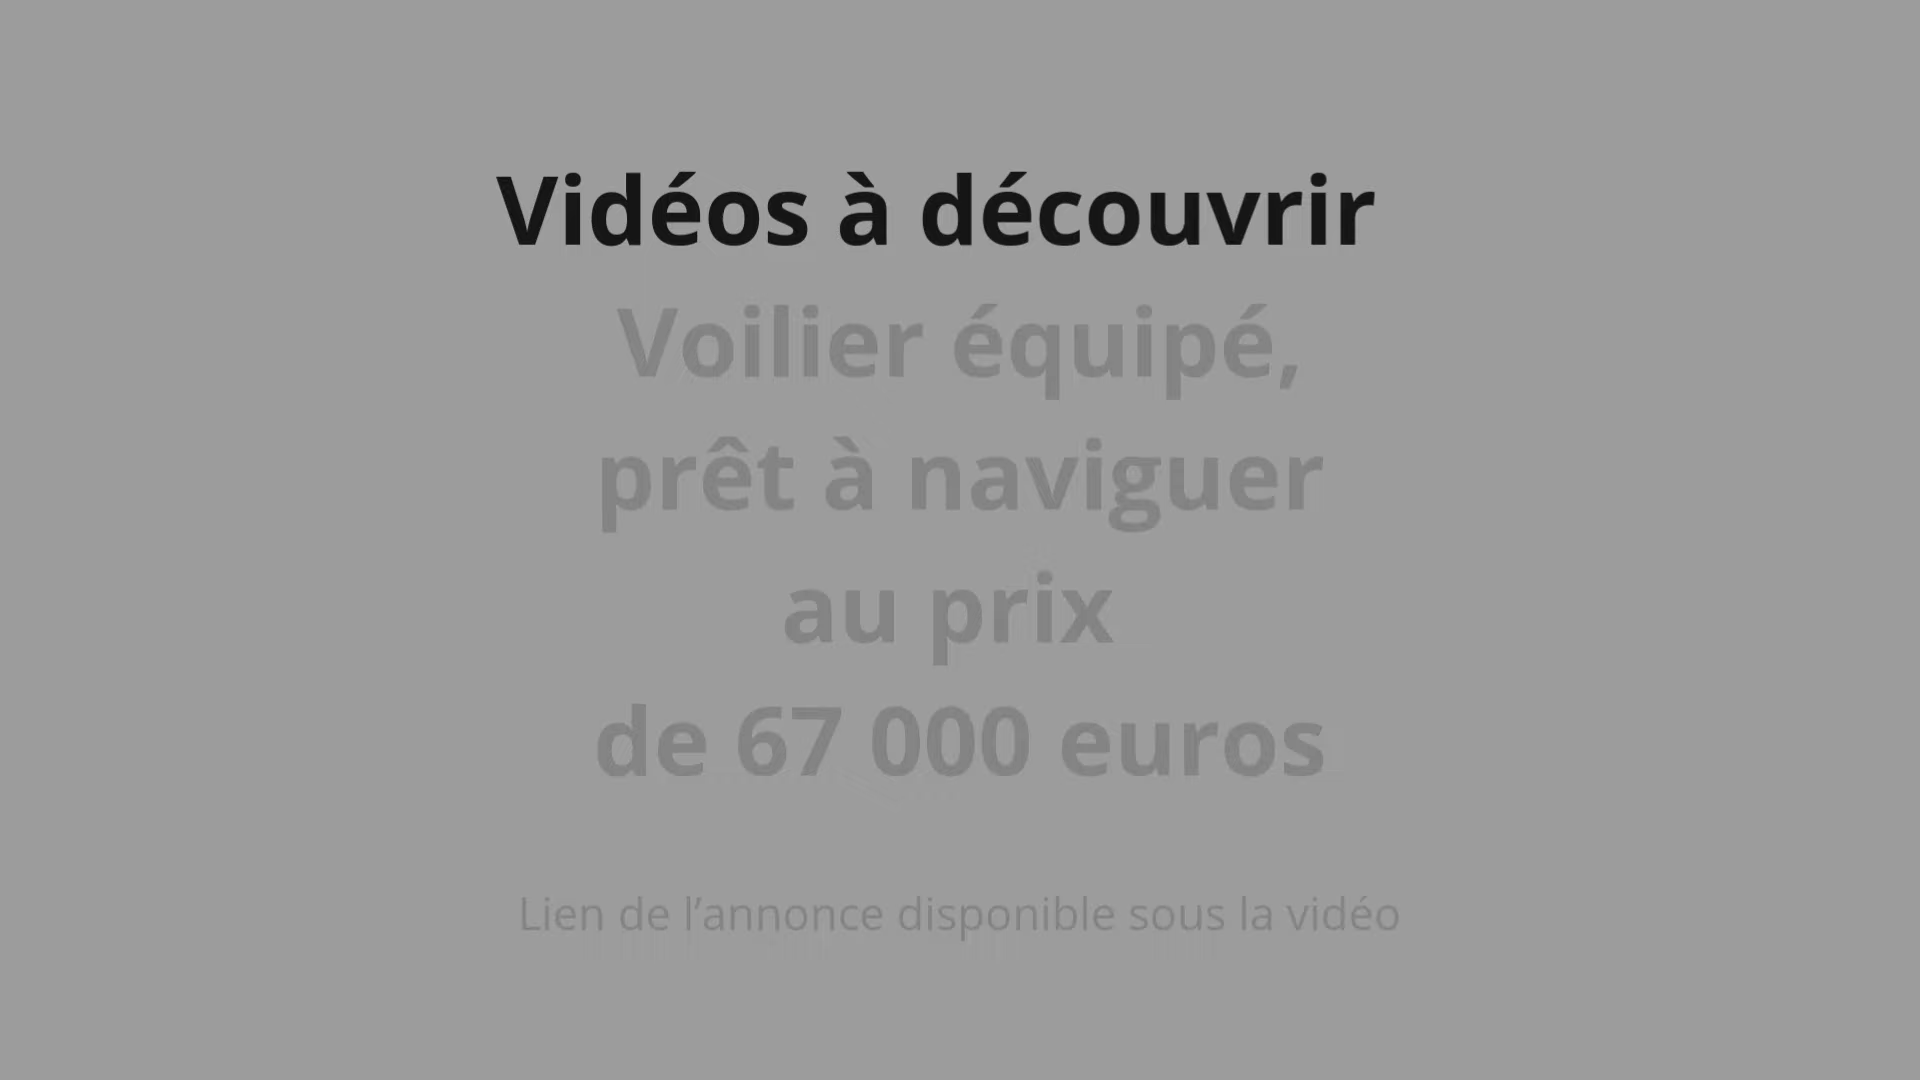 Vidéos à découvrir
Voilier équipé,
prêt à naviguer
au prix
de 67 000 euros
Lien de l’annonce disponible sous la vidéo